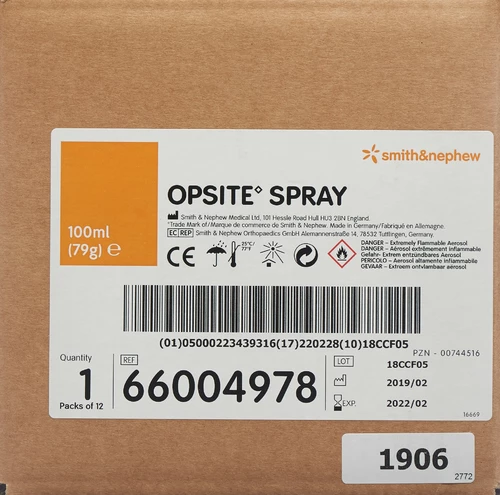 smith&nephew
OPSITE◊ SPRAY
100ml
(79g) e
Smith & Nephew Medical Ltd, 101 Hessle Road Hull HU3 2BN England.
◊Trade Mark of/Marque de commerce de Smith & Nephew. Made in Germany/Fabriqué en Allemagne.
EC REP Smith & Nephew Orthopaedics GmbH Alemannenstraße 14, 78532 Tuttlingen, Germany.
CE
25°C/
77°F
DANGER - Extremely Flammable Aerosol
DANGER - Aérosol extrêmement inflammable
Gefahr- Extrem entzündbares Aerosol
PERICOLO - Aerosol altamente infiammabile
GEVAAR - Extreem ontvlambaar aerosol
(01)05000223439316(17)220228(10)18CCF05
PZN - 00744516
Quantity
1
Packs of 12
REF
66004978
LOT 18CCF05
2019/02
EXP. 2022/02
16669
1906
2772